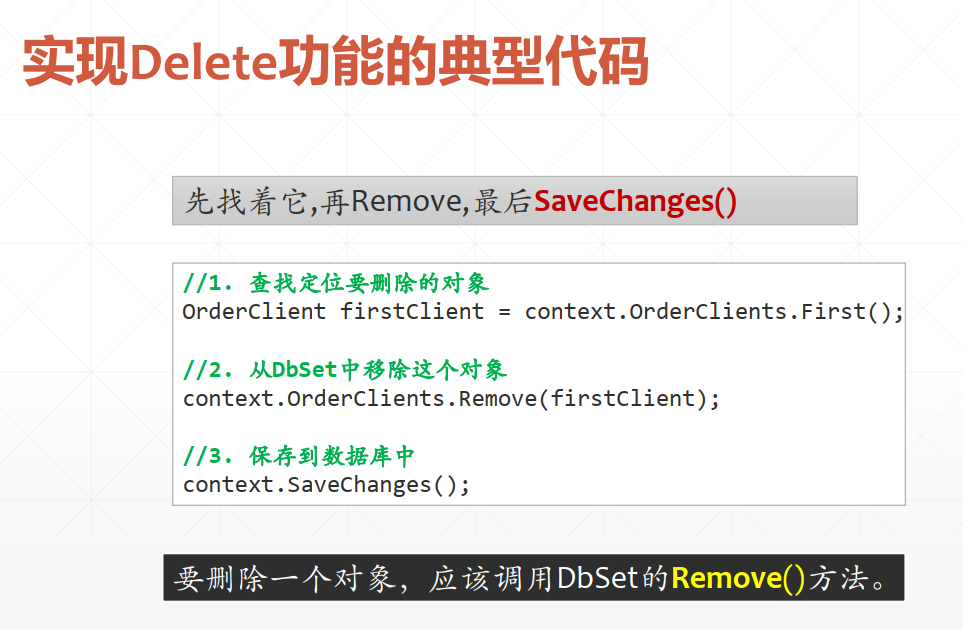 实现Delete功能的典型代码
先找着它,再Remove,最后SaveChanges()
//1. 查找定位要删除的对象
OrderClient firstClient = context.OrderClients.First();
//2. 从DbSet中移除这个对象
context.OrderClients.Remove(firstClient);
//3. 保存到数据库中
context.SaveChanges();
要删除一个对象，应该调用DbSet的Remove()方法。